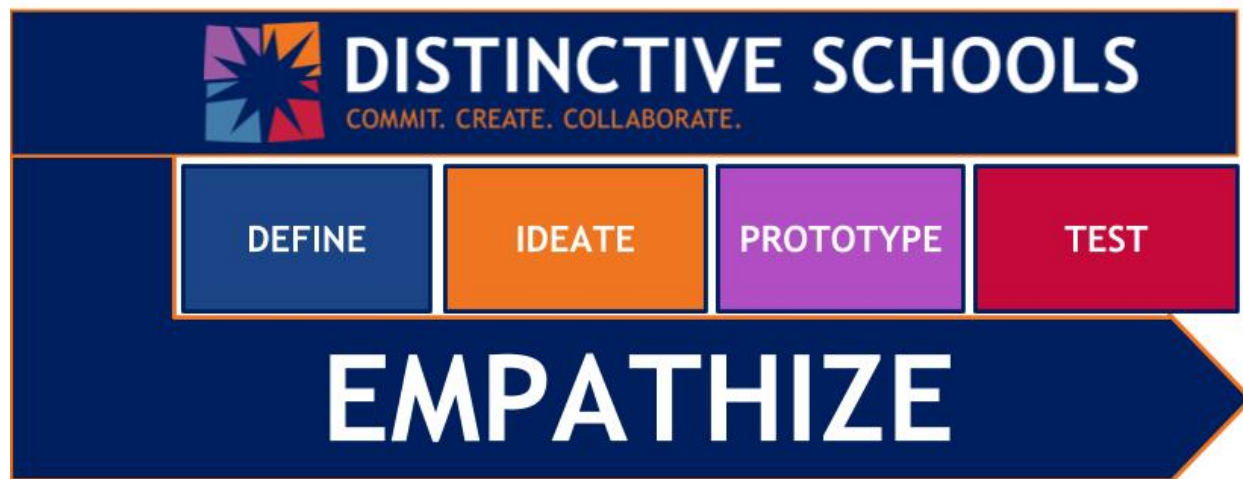 DISTINCTIVE SCHOOLS
COMMIT. CREATE. COLLABORATE.
DEFINE
IDEATE
PROTOTYPE
TEST
EMPATHIZE